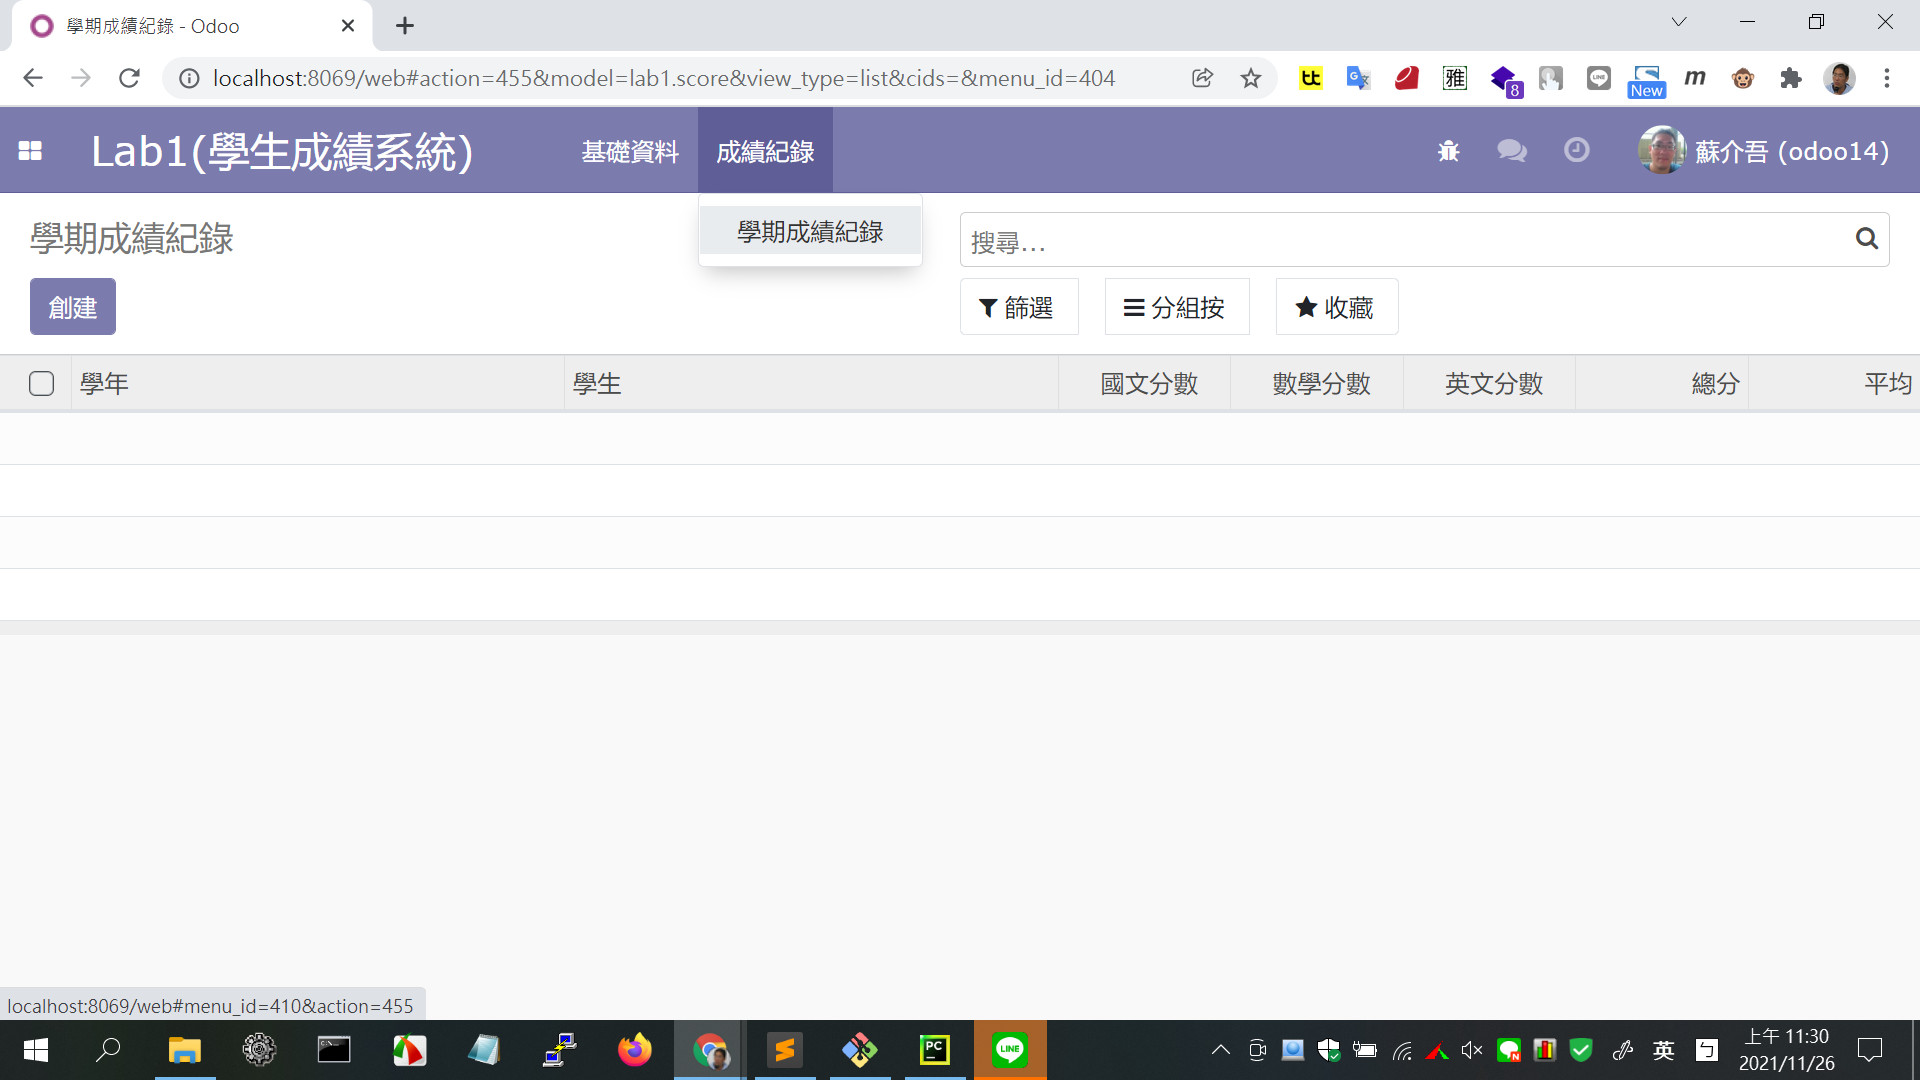 學期成績紀錄 - Odoo
localhost:8069/web#action=455&model=lab1.score&view_type=list&cids=&menu_id=404
tt
G
雅
8
LINE
New
m
Lab1(學生成績系統)
基礎資料
成績紀錄
蘇介吾 (odoo14)
學期成績紀錄
學期成績紀錄
搜尋...
創建
篩選
分組按
收藏
學年
學生
國文分數
數學分數
英文分數
總分
平均
localhost:8069/web#menu_id=410&action=455
PC
LINE
N
英
ㄅ
上午 11:30
2021/11/26